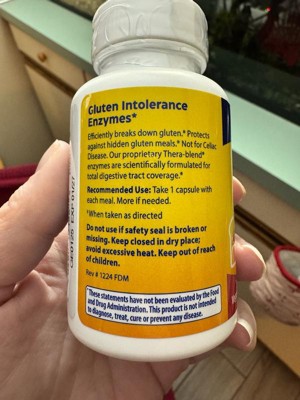 Gluten Intolerance
Enzymes*
Efficiently breaks down gluten.* Protects
against hidden gluten meals.* Not for Celiac
Disease. Our proprietary Thera-blend®
enzymes are scientifically formulated for
total digestive tract coverage.*
Recommended Use: Take 1 capsule with
each meal. More if needed.
†When taken as directed
Do not use if safety seal is broken or
missing. Keep closed in dry place;
avoid excessive heat. Keep out of reach
of children.
Rev # 1224 FDM
*These statements have not been evaluated by the Food
and Drug Administration. This product is not intended
to diagnose, treat, cure or prevent any disease.
EXP 01/27